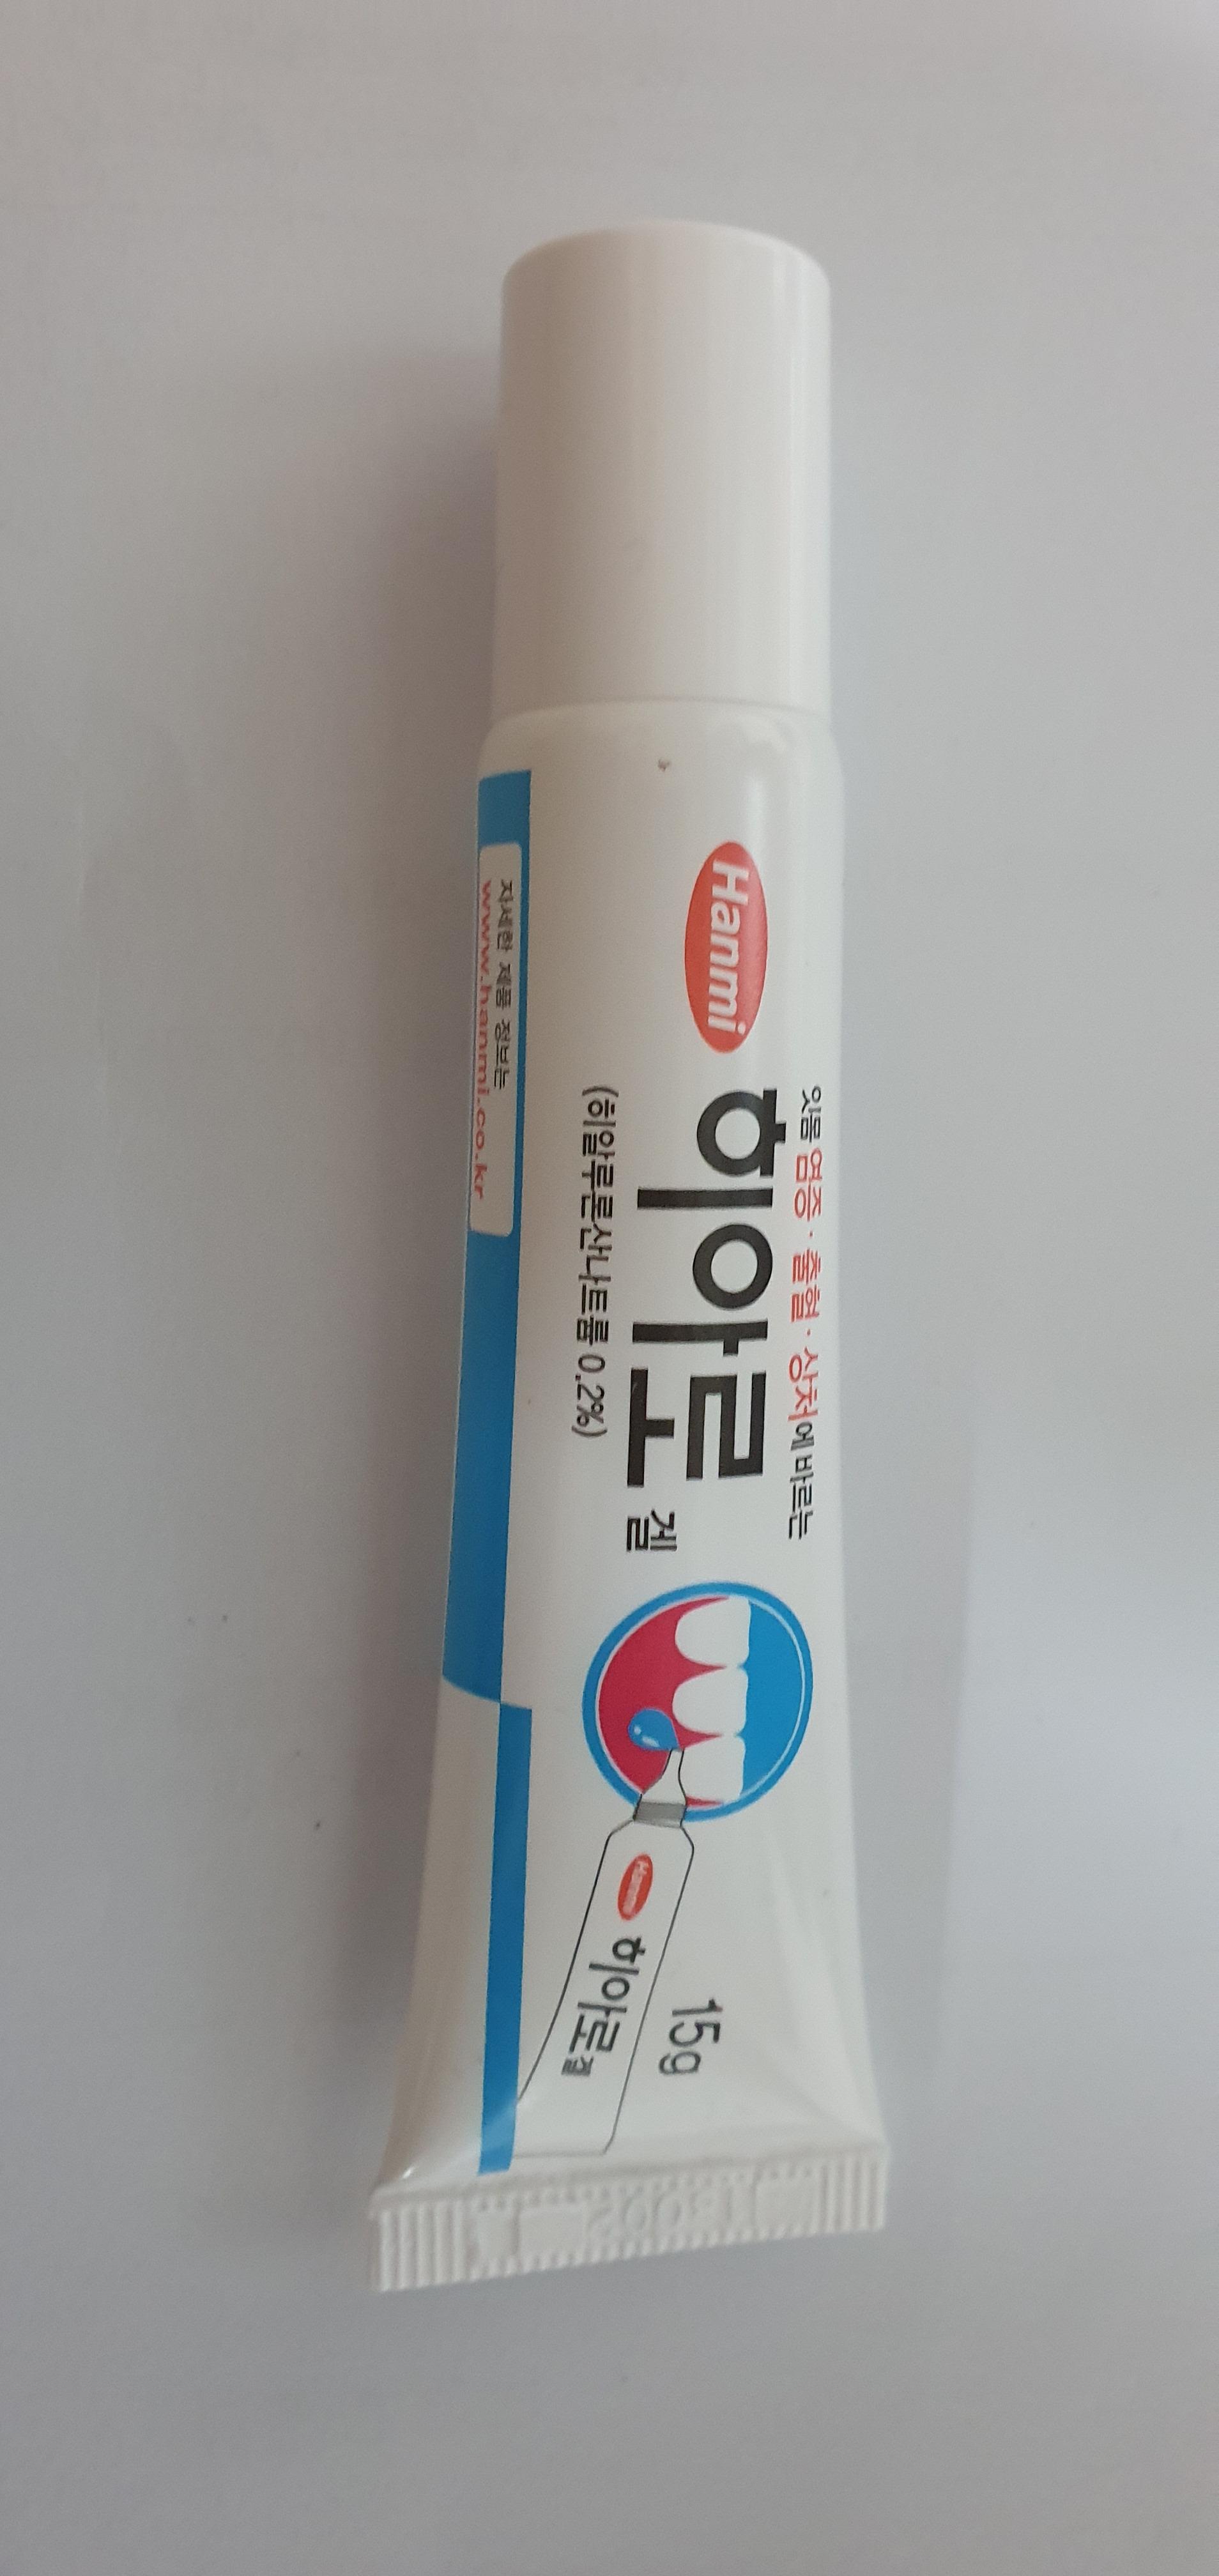 Hanmi
잇몸 염증·출혈·상처에 바르는
히아로 겔
(히알루론산나트륨 0.2%)
자세한 제품 정보는
www.hanmi.co.kr
Hanmi
히아로겔
15g